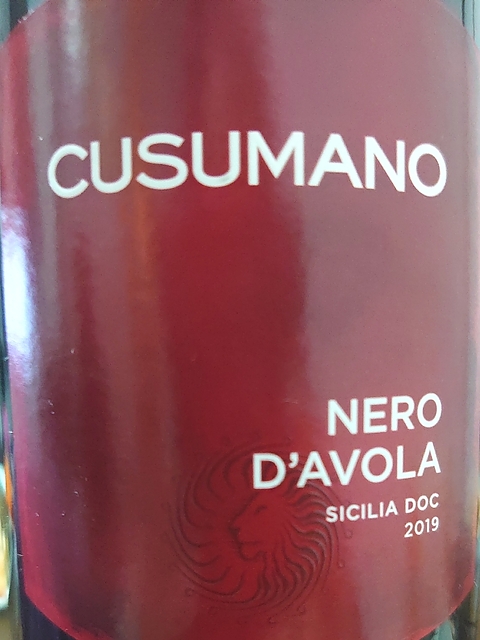 CUSUMANO
NERO
D'AVOLA
SICILIA DOC
2019